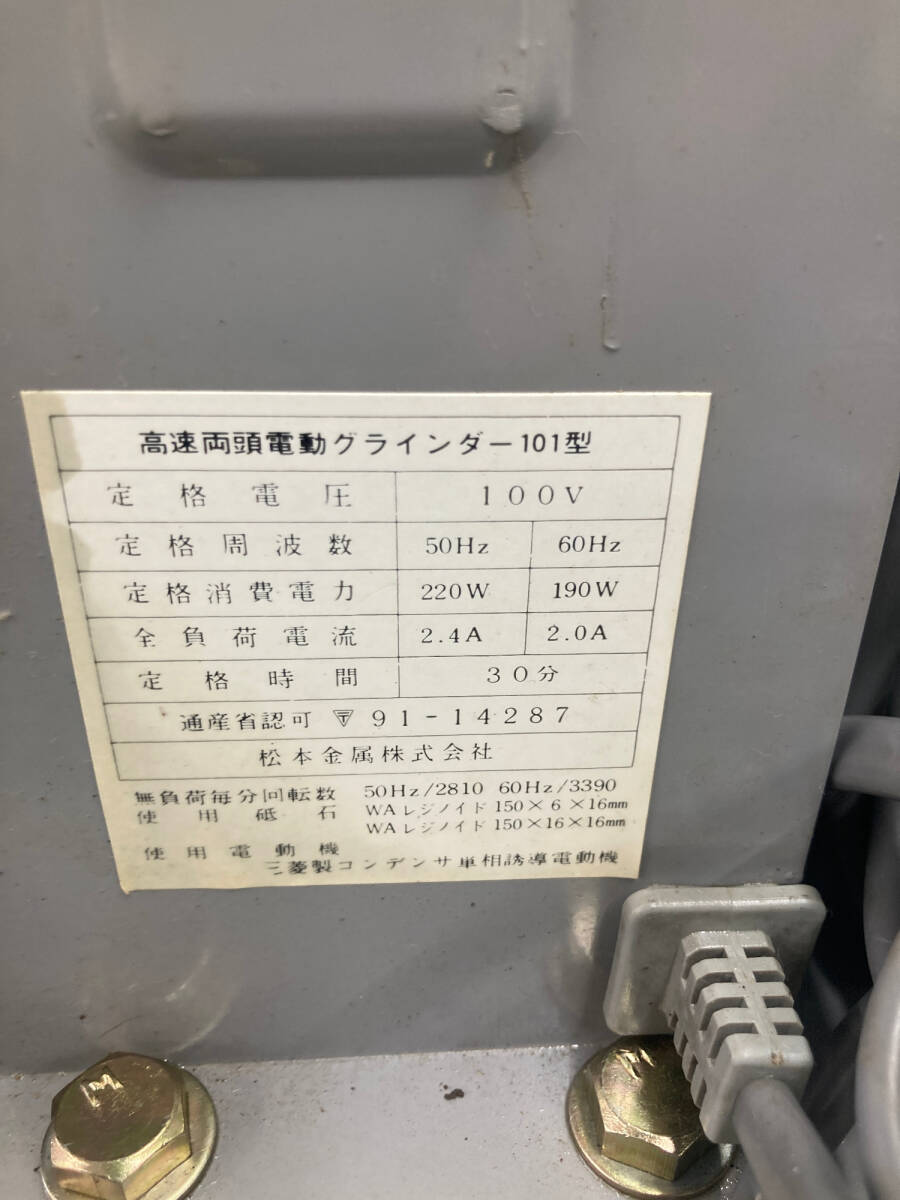 高速両頭電動グラインダー101型
定格電圧 100V
定格周波数 50Hz 60Hz
定格消費電力 220W 190W
全負荷電流 2.4A 2.0A
定格時間 30分
通産省認可 〒 91-14287
松本金属株式会社
無負荷毎分回転数 50Hz/2810 60Hz/3390
使用砥石 WAレジノイド 150×6×16mm
WAレジノイド 150×16×16mm
使用電動機
三菱製コンデンサ単相誘導電動機
M
M